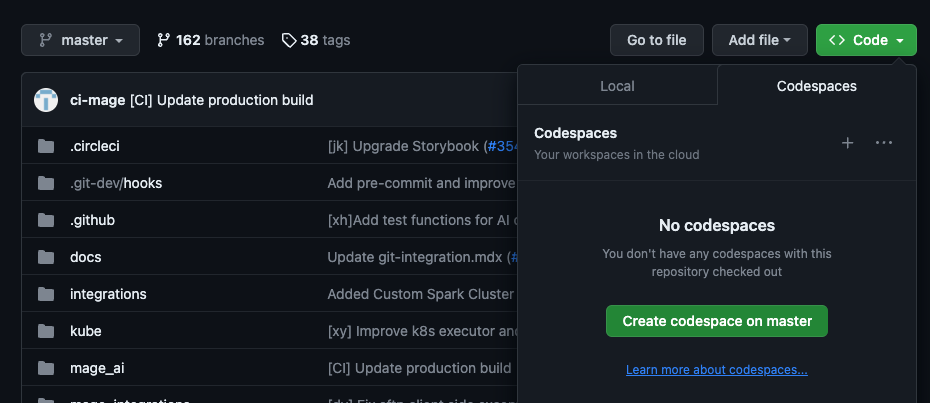 master 162 branches 38 tags Go to file Add file Code
Local Codespaces
ci-mage [CI] Update production build
Codespaces
Your workspaces in the cloud
.circleci [jk] Upgrade Storybook (#354
.git-dev/hooks Add pre-commit and improve
.github [xh]Add test functions for AI
docs Update git-integration.mdx (#
integrations Added Custom Spark Cluster
kube [xy] Improve k8s executor and
mage_ai [CI] Update production build
No codespaces
You don't have any codespaces with this
repository checked out
Create codespace on master
Learn more about codespaces...